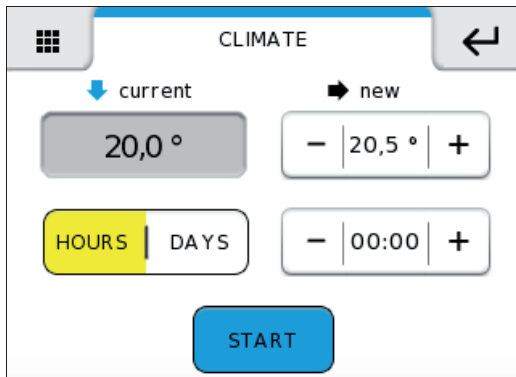 CLIMATE
current
new
20,0 °
- 20,5 ° +
HOURS | DAYS
- 00:00 +
START